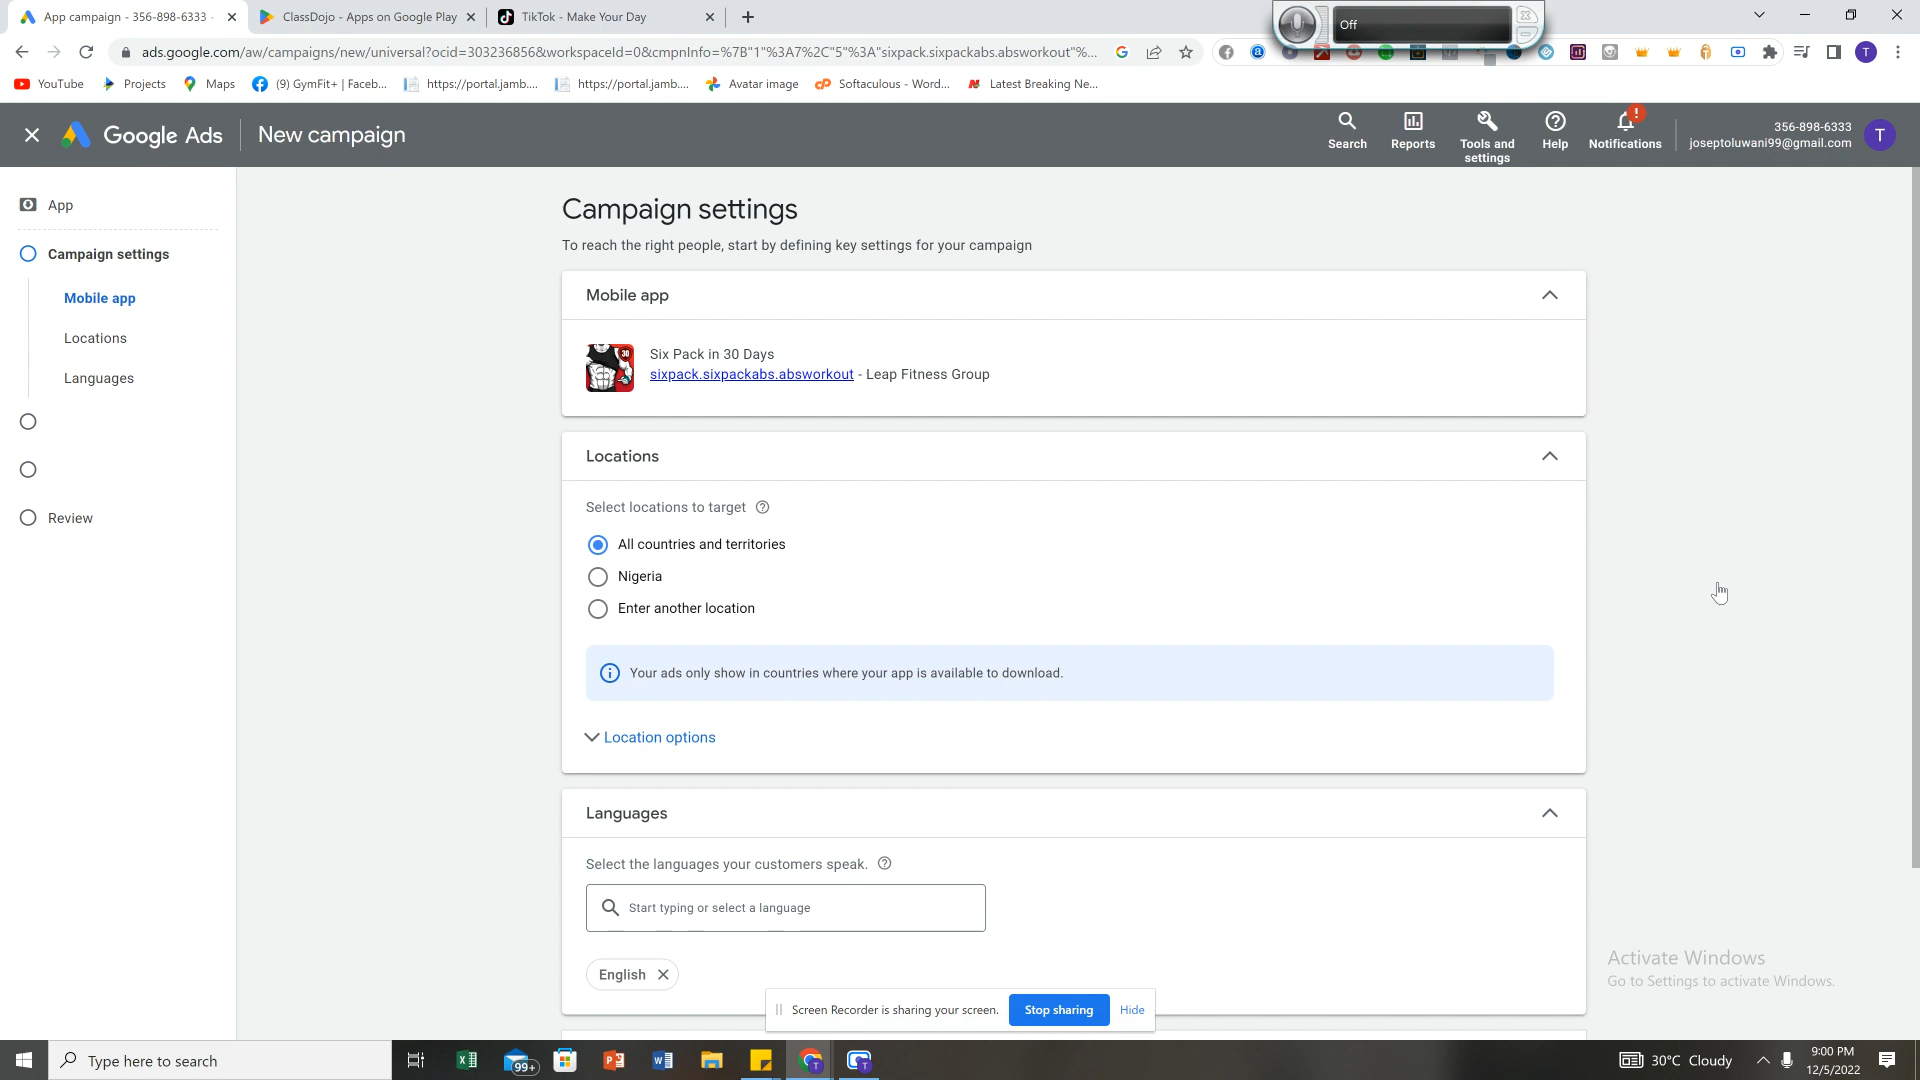 App campaign - 356-898-6333 -
ClassDojo - Apps on Google Play
TikTok - Make Your Day
Off
ads.google.com/aw/campaigns/new/universal?ocid=303236856&workspaceId=0&cmpnInfo=%7B"1"%3A7%2C"5"%3A"sixpack.sixpackabs.absworkout"%...
YouTube
Projects
Maps
(9) GymFit+ | Faceb...
https://portal.jamb....
https://portal.jamb....
Avatar image
Softaculous - Word...
Latest Breaking Ne...
Google Ads
New campaign
Search
Reports
Tools and
settings
Help
Notifications
356-898-6333
joseptoluwani99@gmail.com
T
App
Campaign settings
Mobile app
Locations
Languages
Review
Campaign settings
To reach the right people, start by defining key settings for your campaign
Mobile app
30
Six Pack in 30 Days
sixpack.sixpackabs.absworkout - Leap Fitness Group
Locations
Select locations to target
All countries and territories
Nigeria
Enter another location
Your ads only show in countries where your app is available to download.
Location options
Languages
Select the languages your customers speak.
Start typing or select a language
English
Activate Windows
Go to Settings to activate Windows.
Screen Recorder is sharing your screen.
Stop sharing
Hide
Type here to search
99+
30°C Cloudy
9:00 PM
12/5/2022